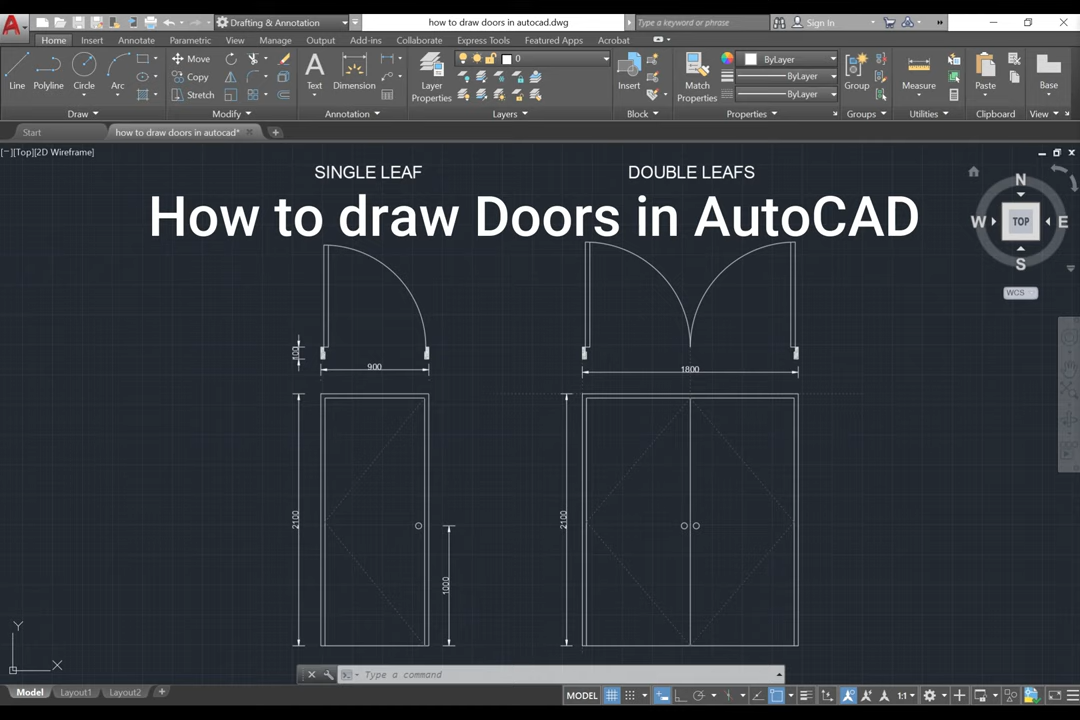 Drafting & Annotation
how to draw doors in autocad.dwg
Type a keyword or phrase
Sign In
Home Insert Annotate Parametric View Manage Output Add-ins Collaborate Express Tools Featured Apps Acrobat
Line Polyline Circle Arc
Move
Copy
Stretch
Text Dimension
Layer Properties
0
Insert
Match Properties
ByLayer
ByLayer
ByLayer
Group
Measure
Paste
Base
Draw Modify Annotation Layers Block Properties Groups Utilities Clipboard View
Start how to draw doors in autocad*
[−][Top][2D Wireframe]
SINGLE LEAF DOUBLE LEAFS
How to draw Doors in AutoCAD
N
W TOP E
S
WCS
100
900
1800
2100
1000
2100
Y
X
Type a command
Model Layout1 Layout2
MODEL
1:1